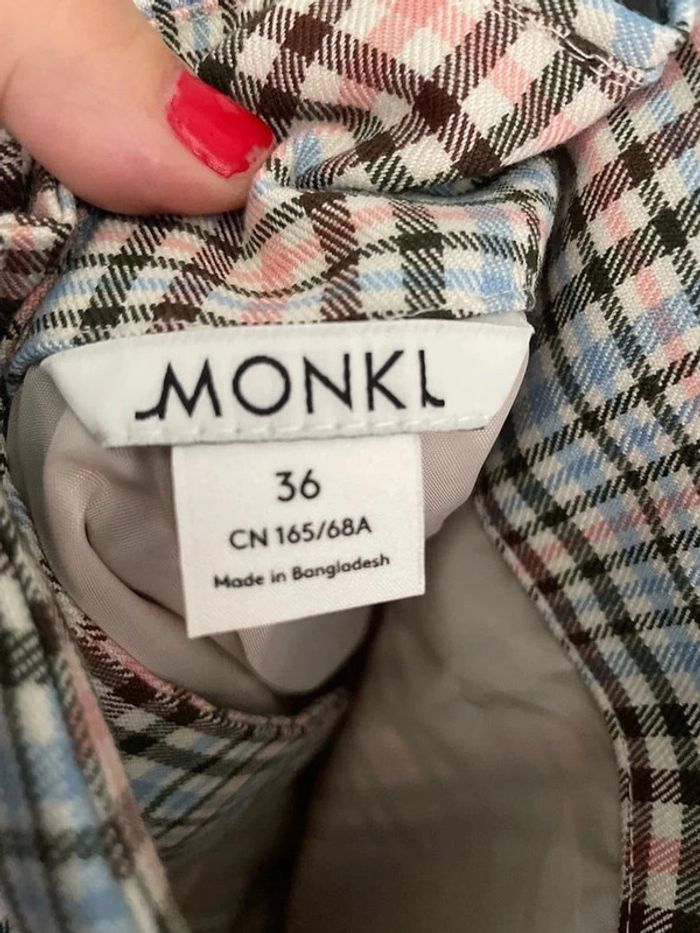 MONKI
36
CN 165/68A
Made in Bangladesh